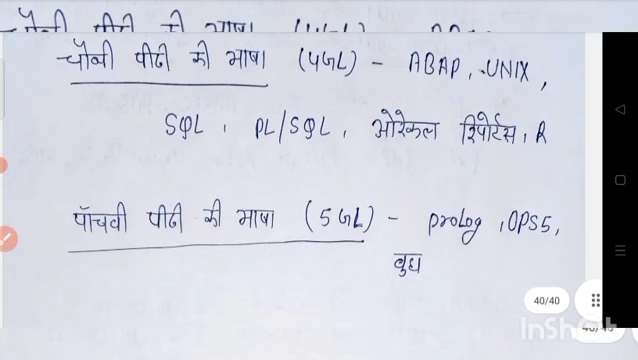 चौथी पीढी की भाषा (4GL) - ABAP, UNIX,
SQL, PL/SQL, ओरेकल रिपोर्टस, R
पाँचवी पीढी की भाषा (5GL) - prolog, OPS5,
बुध
40/40
InShOt